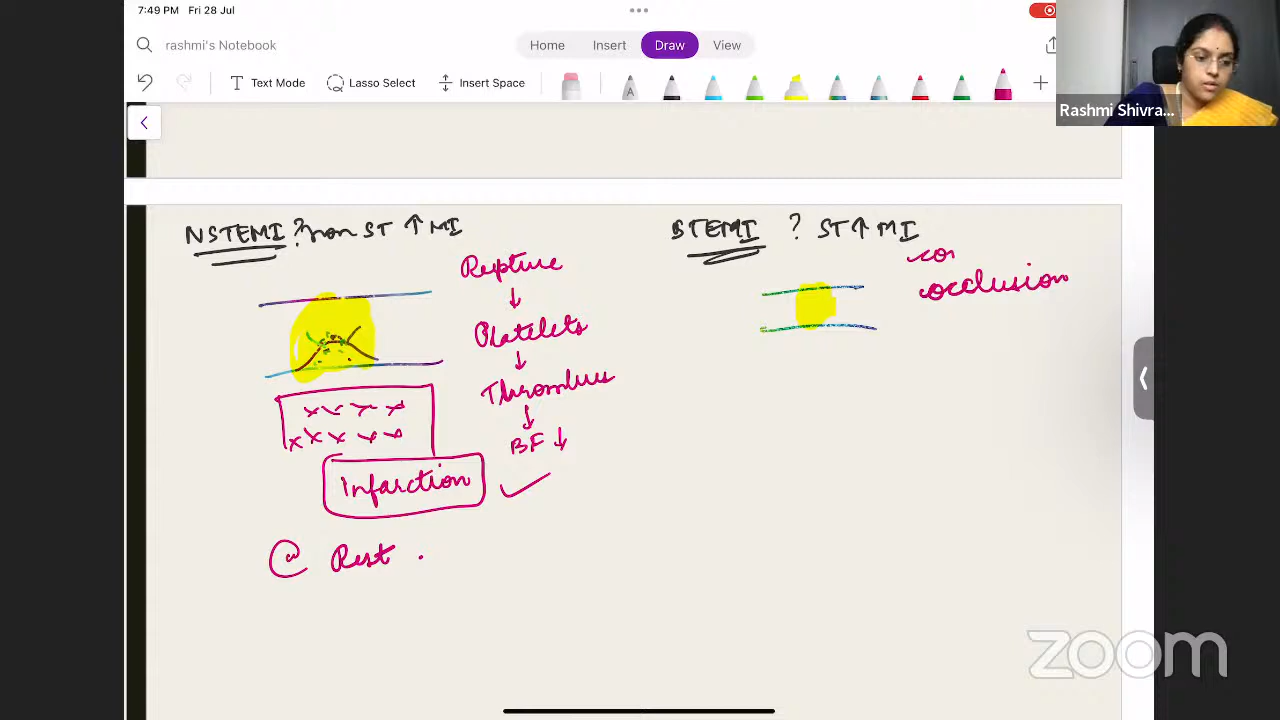 7:49 PM Fri 28 Jul
rashmi's Notebook
Home Insert Draw View
Text Mode Lasso Select Insert Space
A
Rashmi Shivra...
NSTEMI ? non ST ↑ MI
Rupture
↓
Platelets
↓
Thrombus
↓
BF ↓
Infarction
@ Rest .
STEMI ? ST ↑ MI
occlusion
zoom